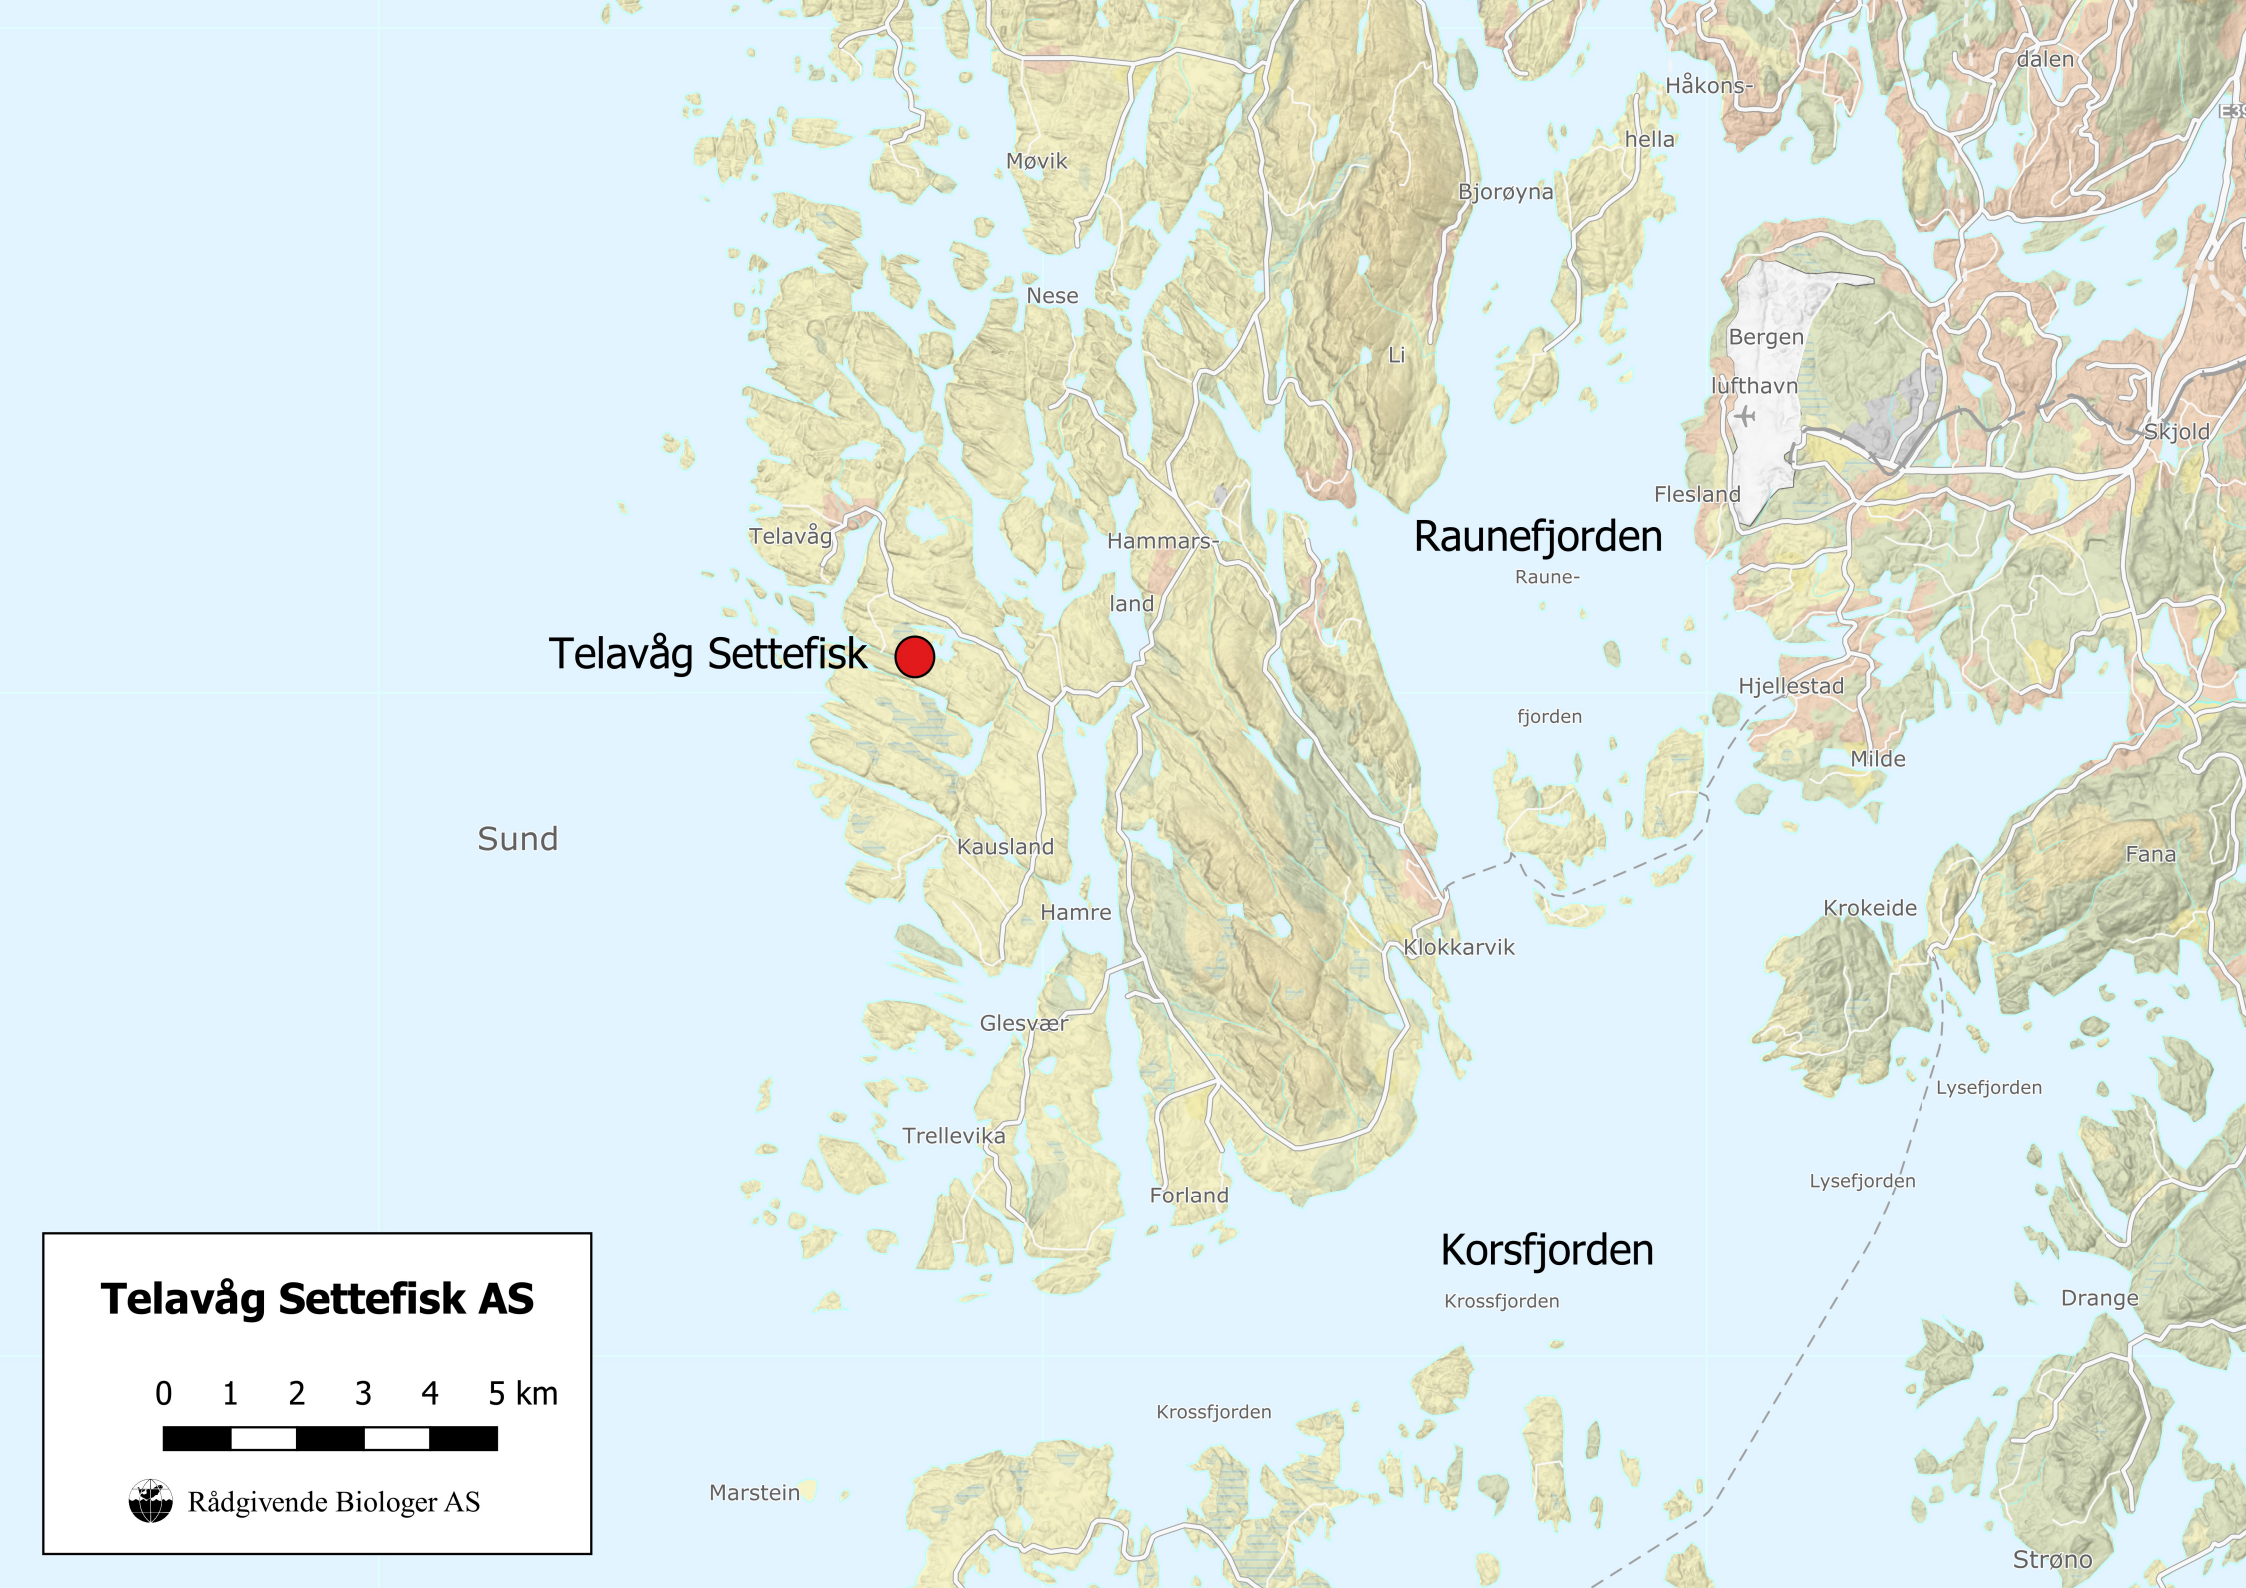 dalen
Håkons-
E39
hella
Møvik
Bjorøyna
Nese
Bergen
Li
lufthavn
Skjold
Flesland
Telavåg
Hammars-
Raunefjorden
Raune-
land
Telavåg Settefisk
Hjellestad
fjorden
Milde
Sund
Kausland
Fana
Hamre
Krokeide
Klokkarvik
Glesvær
Lysefjorden
Trellevika
Lysefjorden
Forland
Korsfjorden
Krossfjorden
Drange
Krossfjorden
Marstein
Strøno
Telavåg Settefisk AS
0 1 2 3 4 5 km
Rådgivende Biologer AS